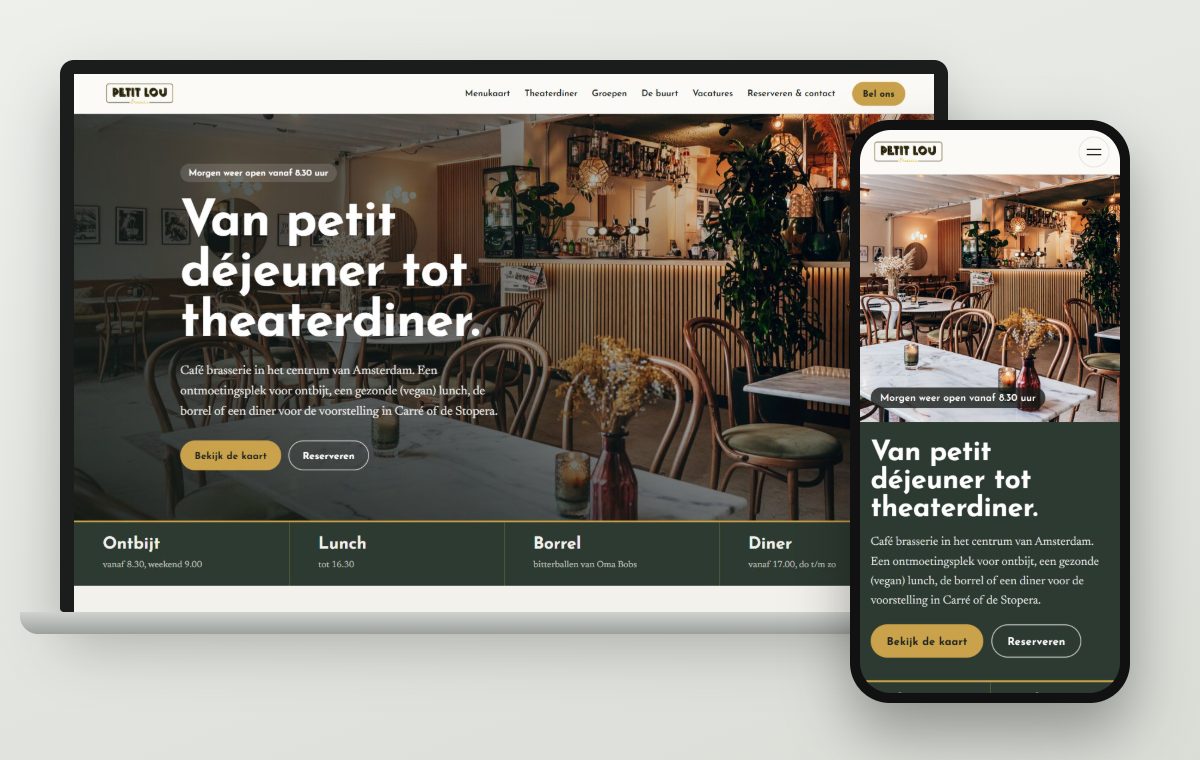 PETIT LOU
Menukaart Theaterdiner Groepen De buurt Vacatures Reserveren & contact Bel ons
Morgen weer open vanaf 8.30 uur
Van petit
déjeuner tot
theaterdiner.
Café brasserie in het centrum van Amsterdam. Een
ontmoetingsplek voor ontbijt, een gezonde (vegan) lunch, de
borrel of een diner voor de voorstelling in Carré of de Stopera.
Bekijk de kaart Reserveren
Ontbijt
vanaf 8.30, weekend 9.00
Lunch
tot 16.30
Borrel
bitterballen van Oma Bobs
Diner
vanaf 17.00, do t/m zo
PETIT LOU
Morgen weer open vanaf 8.30 uur
Van petit
déjeuner tot
theaterdiner.
Café brasserie in het centrum van Amsterdam.
Een ontmoetingsplek voor ontbijt, een gezonde
(vegan) lunch, de borrel of een diner voor de
voorstelling in Carré of de Stopera.
Bekijk de kaart Reserveren